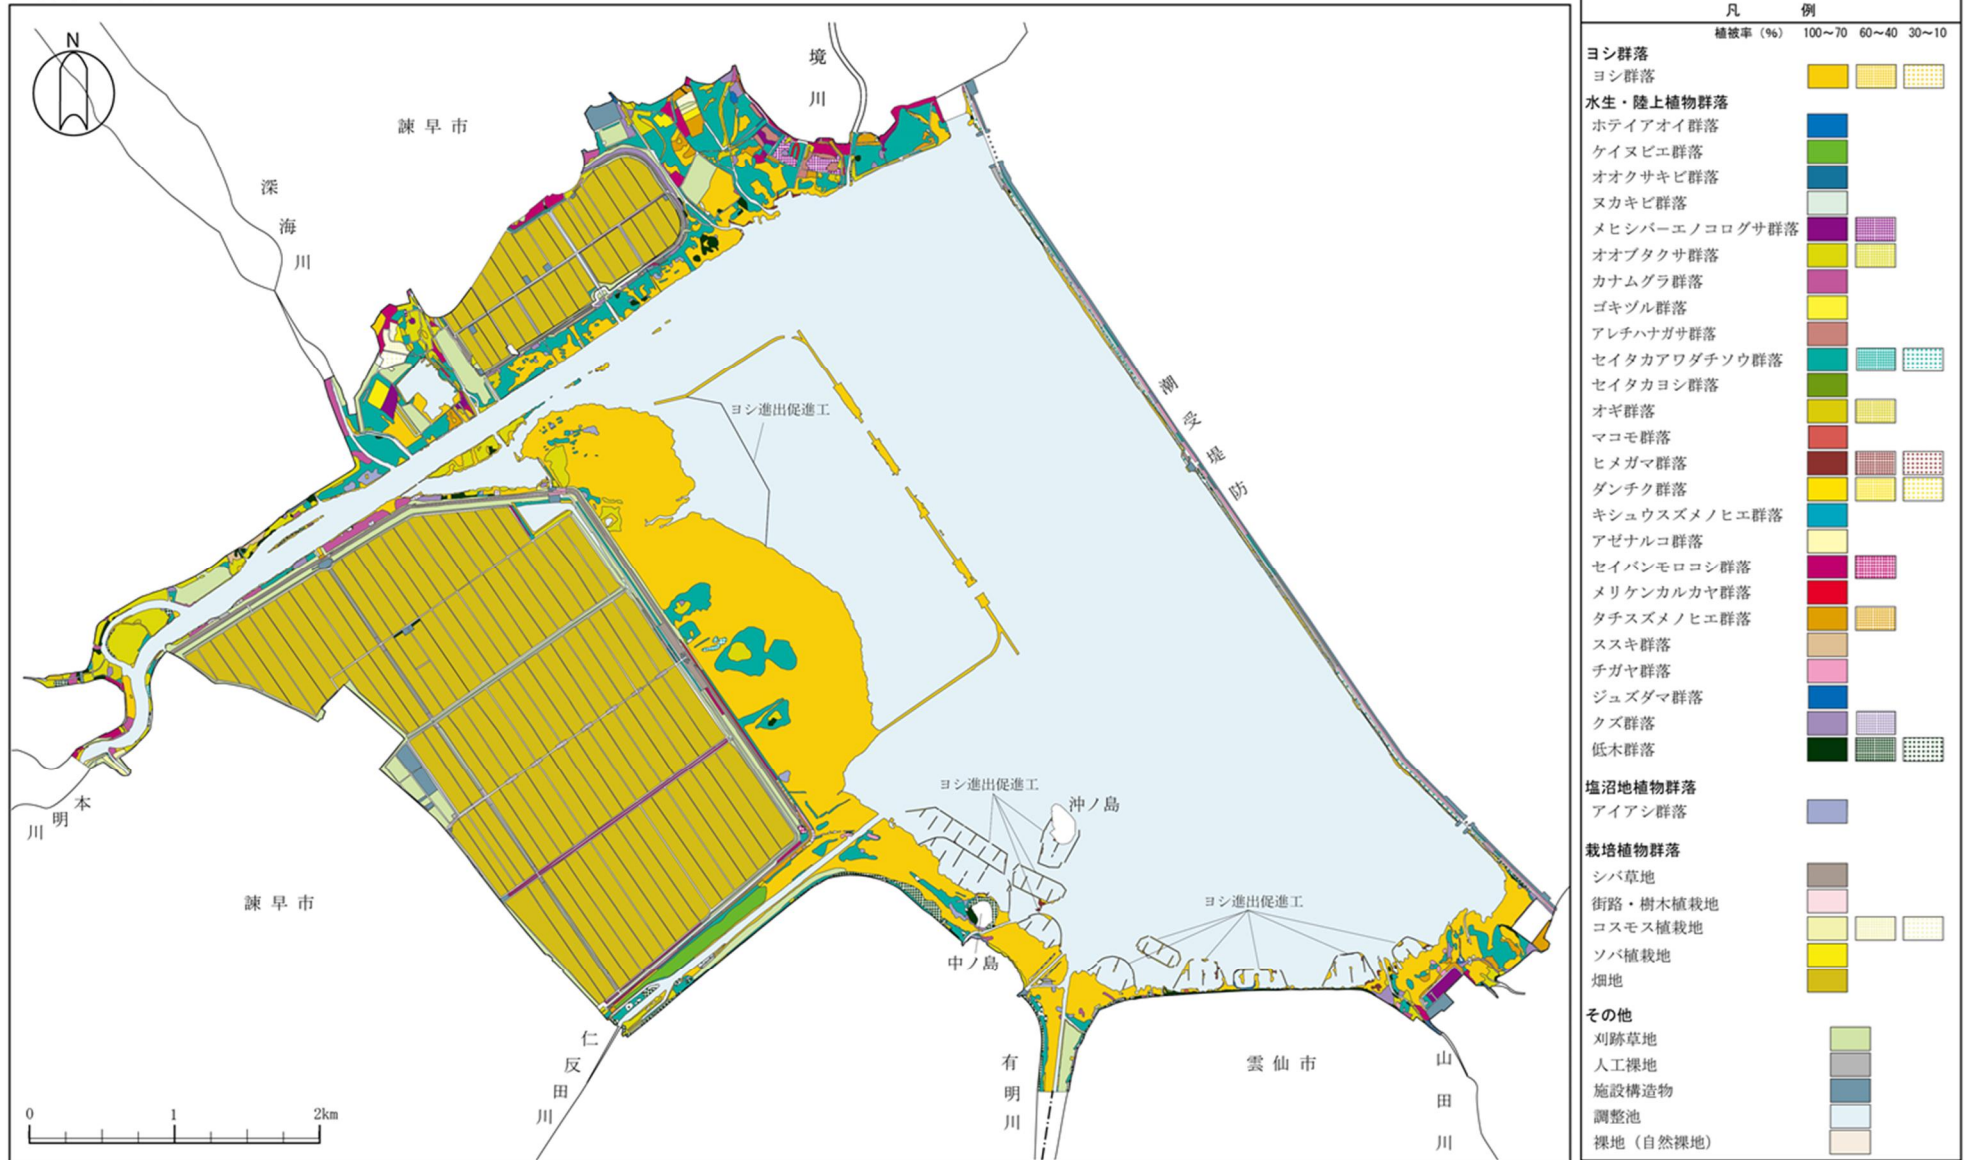 N
諫早市
境川
深海川
ヨシ進出促進工
潮受堤防
ヨシ進出促進工
沖ノ島
本明川
諫早市
ヨシ進出促進工
中ノ島
仁反田川
有明川
雲仙市
山田川
0 1 2km
凡例
植被率（%） 100～70 60～40 30～10
ヨシ群落
ヨシ群落
水生・陸上植物群落
ホテイアオイ群落
ケイヌビエ群落
オオクサキビ群落
ヌカキビ群落
メヒシバーエノコログサ群落
オオブタクサ群落
カナムグラ群落
ゴキヅル群落
アレチハナガサ群落
セイタカアワダチソウ群落
セイタカヨシ群落
オギ群落
マコモ群落
ヒメガマ群落
ダンチク群落
キシュウスズメノヒエ群落
アゼナルコ群落
セイバンモロコシ群落
メリケンカルカヤ群落
タチスズメノヒエ群落
ススキ群落
チガヤ群落
ジュズダマ群落
クズ群落
低木群落
塩沼地植物群落
アイアシ群落
栽培植物群落
シバ草地
街路・樹木植栽地
コスモス植栽地
ソバ植栽地
畑地
その他
刈跡草地
人工裸地
施設構造物
調整池
裸地（自然裸地）